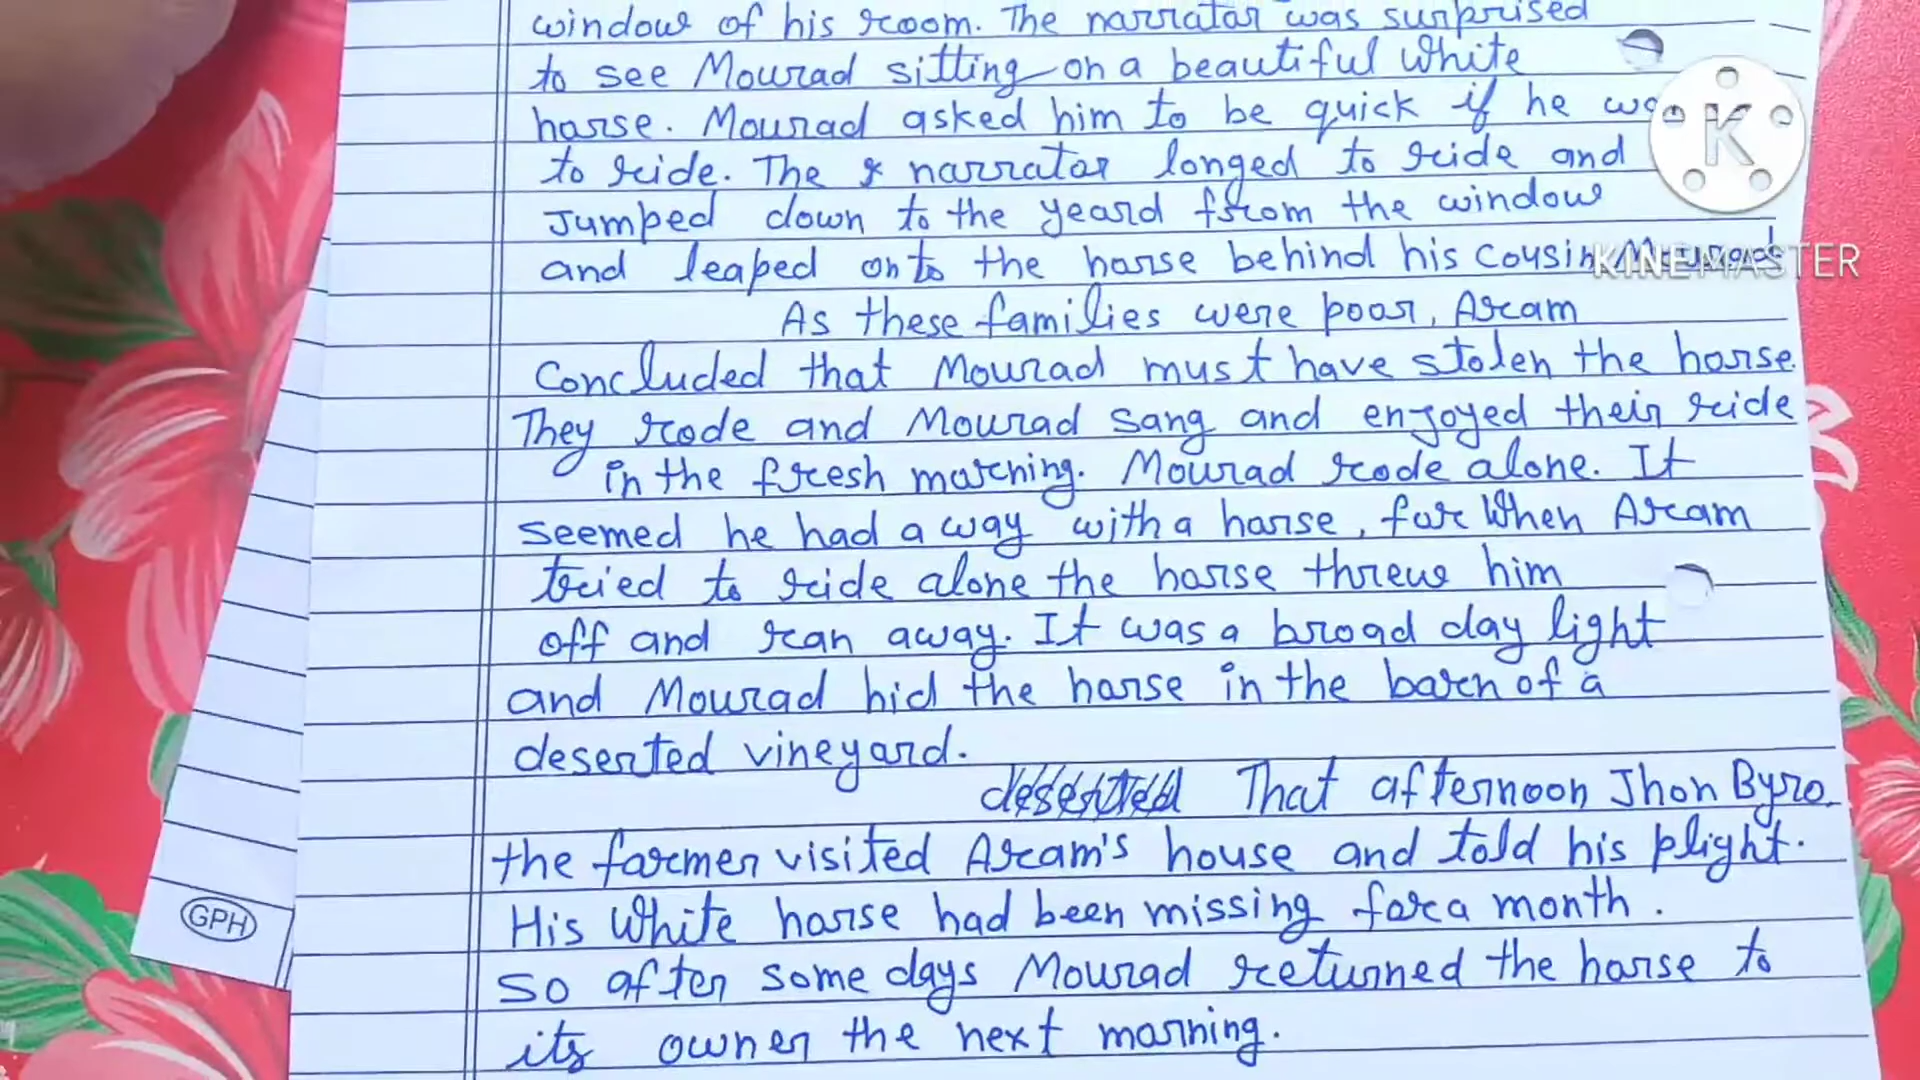 window of his room. The narrator was surprised
to see Mourad sitting on a beautiful white
horse. Mourad asked him to be quick if he
to ride. The narrator longed to ride and
Jumped down to the yeard from the window
and leaped onto the horse behind his cousin Mourad
As these families were poor, Aram
concluded that Mourad must have stolen the horse.
They rode and Mourad sang and enjoyed their ride
in the fresh morning. Mourad rode alone. It
seemed he had a way with a horse, for when Aram
tried to ride alone the horse threw him
off and ran away. It was a broad day light
and Mourad hid the horse in the barn of a
deserted vineyard.
deserted That afternoon Jhon Byro,
the farmer visited Aram's house and told his plight.
His white horse had been missing for a month.
so after some days Mourad returned the horse to
its owner the next morning.
K
KINEMASTER
GPH